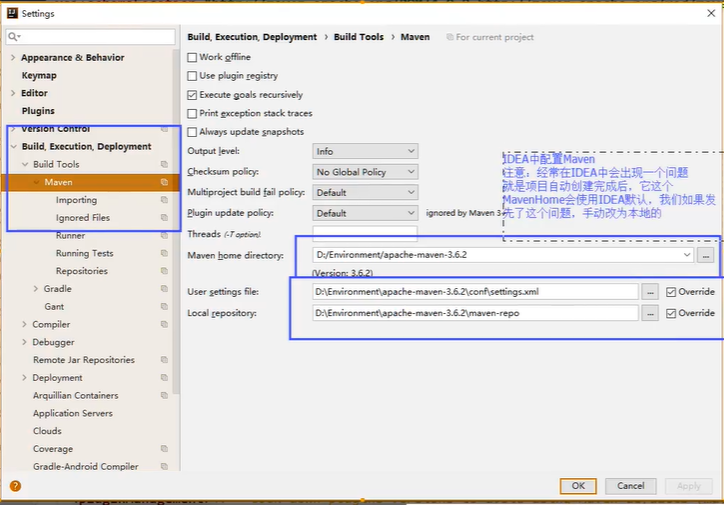 Settings
Build, Execution, Deployment › Build Tools › Maven For current project
Appearance & Behavior
Keymap
Editor
Plugins
Version Control
Build, Execution, Deployment
Build Tools
Maven
Importing
Ignored Files
Runner
Running Tests
Repositories
Gradle
Gant
Compiler
Debugger
Remote Jar Repositories
Deployment
Arquillian Containers
Application Servers
Clouds
Coverage
Gradle-Android Compiler
Work offline
Use plugin registry
Execute goals recursively
Print exception stack traces
Always update snapshots
Output level: Info
Checksum policy: No Global Policy
Multiproject build fail policy: Default
Plugin update policy: Default ignored by Maven 3
Threads (-T option):
Maven home directory: D:/Environment/apache-maven-3.6.2 ...
(Version: 3.6.2)
User settings file: D:\Environment\apache-maven-3.6.2\conf\settings.xml ... Override
Local repository: D:\Environment\apache-maven-3.6.2\maven-repo ... Override
IDEA中配置Maven
注意:经常在IDEA中会出现一个问题
就是项目自动创建完成后,它这个
MavenHome会使用IDEA默认,我们如果发
先了这个问题,手动改为本地的
? OK Cancel Apply